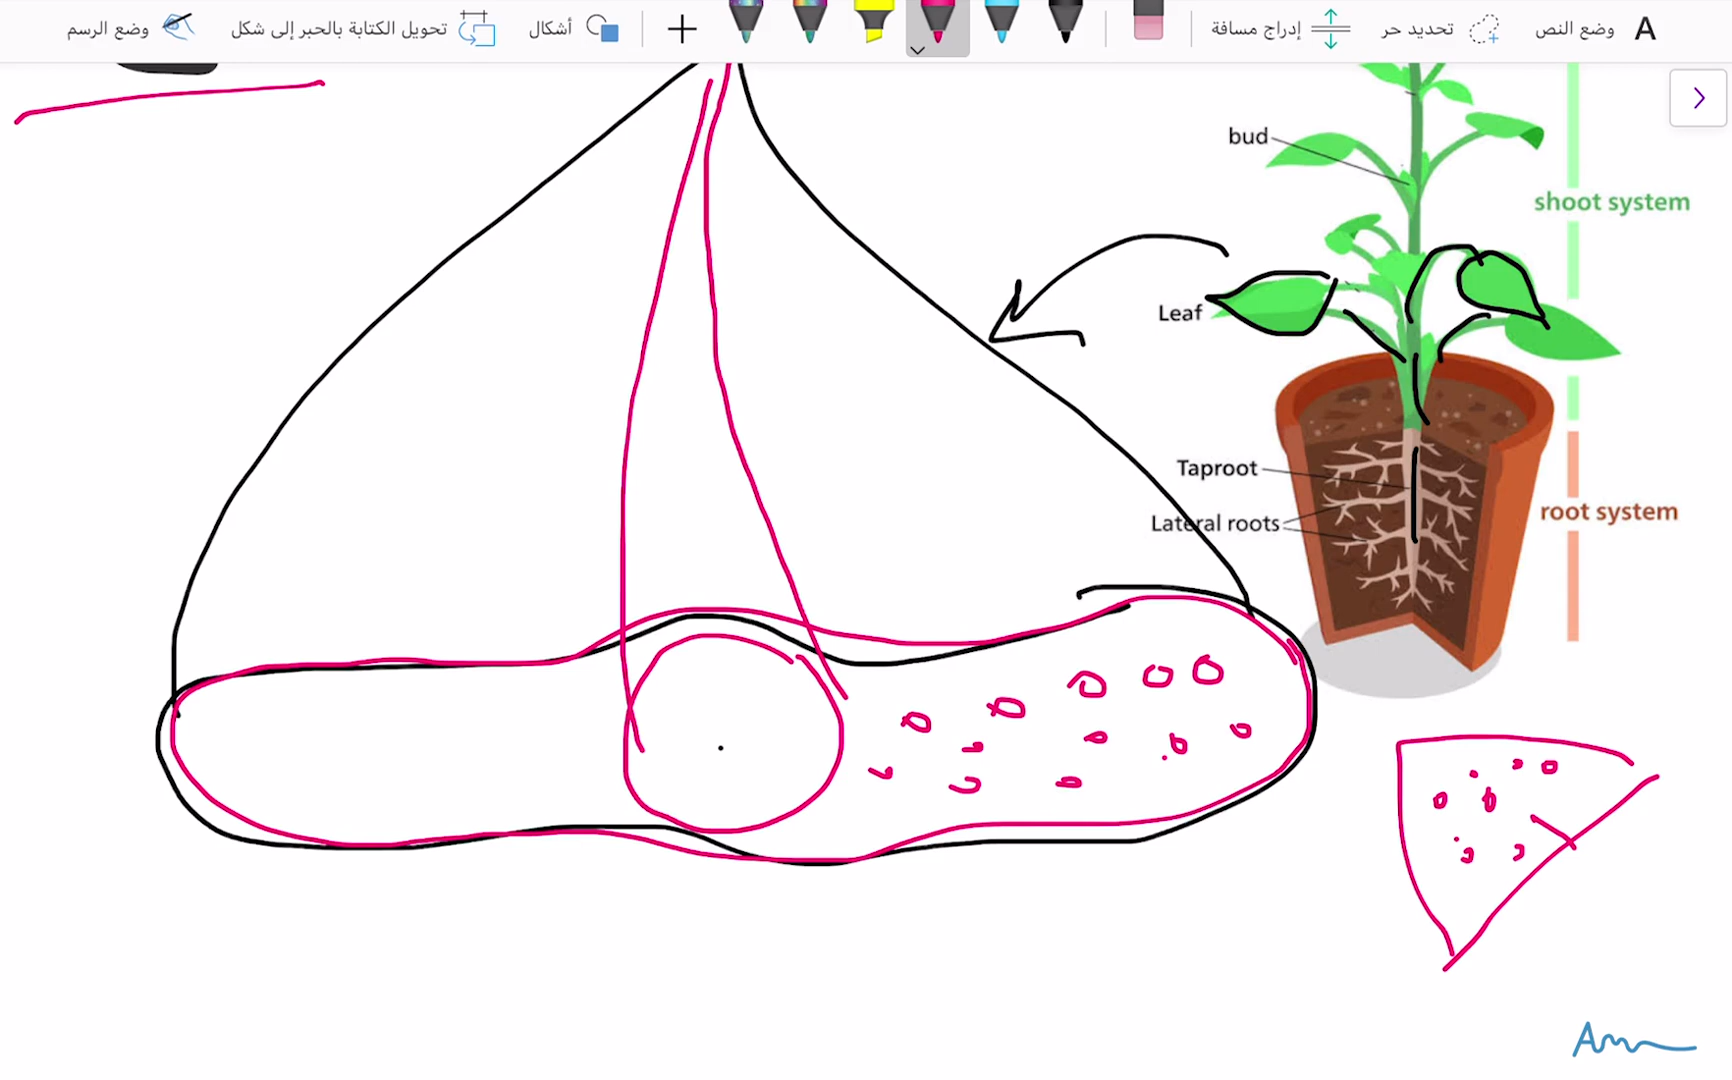 وضع الرسم تحويل الكتابة بالحبر إلى شكل أشكال إدراج مسافة تحديد حر وضع النص A
bud
shoot system
Leaf
Taproot
root system
Lateral roots